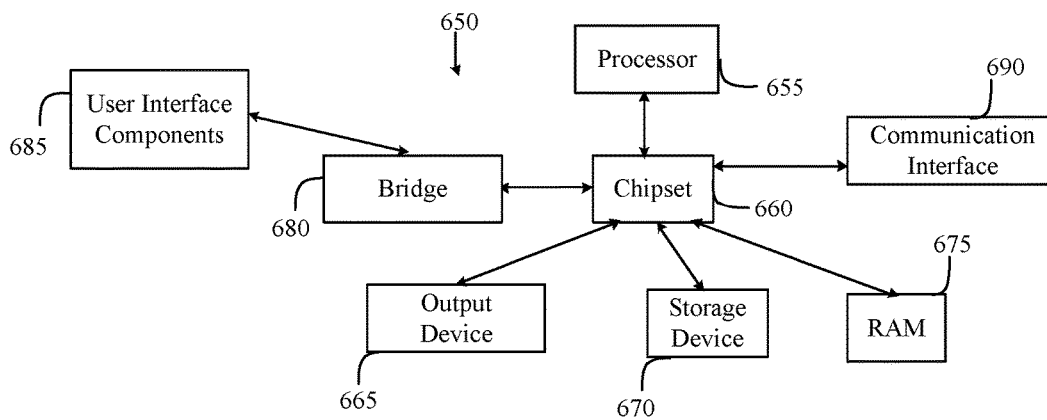 650
Processor
655
690
User Interface
Components
685
Communication
Interface
Bridge
680
Chipset
660
675
Output
Device
665
Storage
Device
670
RAM